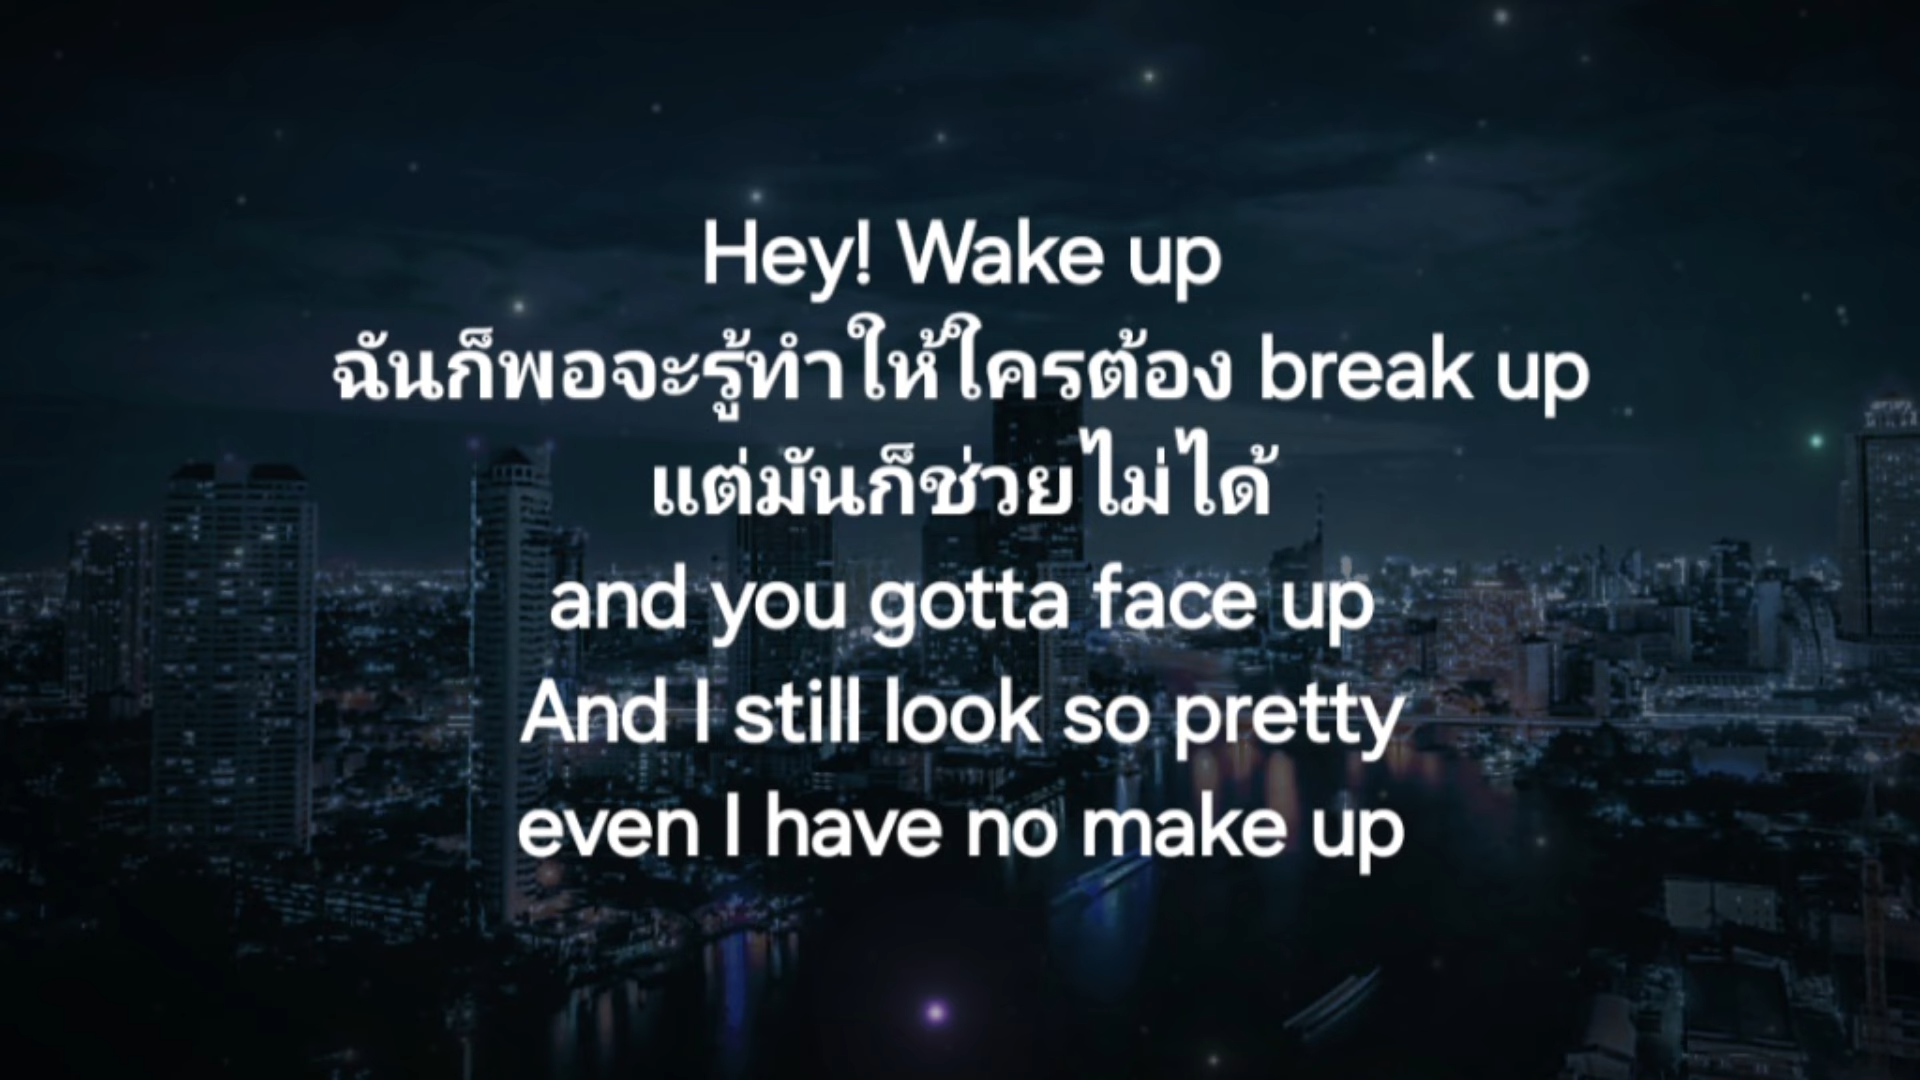 Hey! Wake up
ฉันก็พอจะรู้ทำให้ใครต้อง break up
แต่มันก็ช่วยไม่ได้
and you gotta face up
And I still look so pretty
even I have no make up